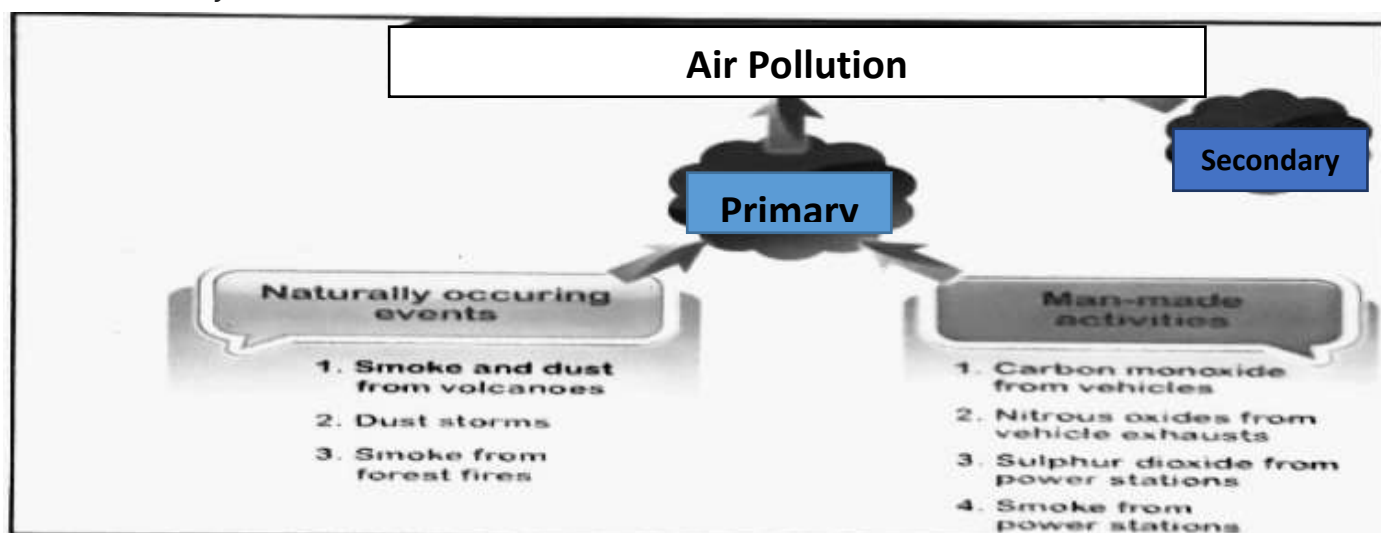 Air Pollution
Secondary
Primary
Naturally occuring
events
1. Smoke and dust
from volcanoes
2. Dust storms
3. Smoke from
forest fires
Man-made
activities
1. Carbon monoxide
from vehicles
2. Nitrous oxides from
vehicle exhausts
3. Sulphur dioxide from
power stations
4. Smoke from
power stations